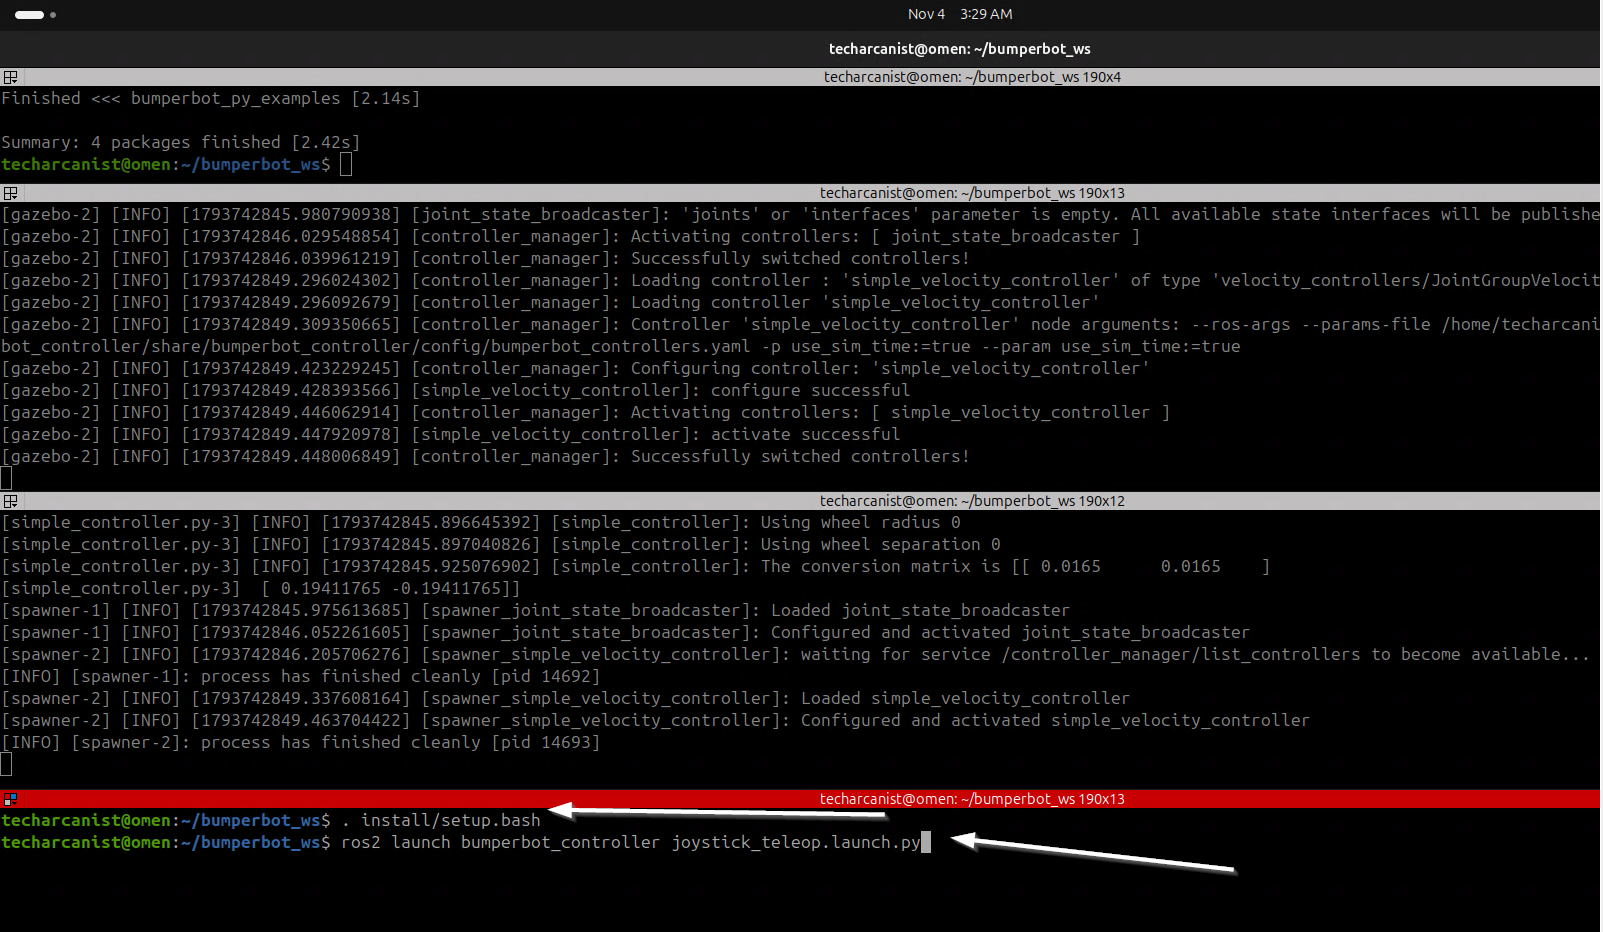 Nov 4 3:29 AM
techarcanist@omen: ~/bumperbot_ws
techarcanist@omen: ~/bumperbot_ws 190x4
Finished <<< bumperbot_py_examples [2.14s]
Summary: 4 packages finished [2.42s]
techarcanist@omen:~/bumperbot_ws$
techarcanist@omen: ~/bumperbot_ws 190x13
[gazebo-2] [INFO] [1793742845.980790938] [joint_state_broadcaster]: 'joints' or 'interfaces' parameter is empty. All available state interfaces will be publishe
[gazebo-2] [INFO] [1793742846.029548854] [controller_manager]: Activating controllers: [ joint_state_broadcaster ]
[gazebo-2] [INFO] [1793742846.039961219] [controller_manager]: Successfully switched controllers!
[gazebo-2] [INFO] [1793742849.296024302] [controller_manager]: Loading controller : 'simple_velocity_controller' of type 'velocity_controllers/JointGroupVelocit
[gazebo-2] [INFO] [1793742849.296092679] [controller_manager]: Loading controller 'simple_velocity_controller'
[gazebo-2] [INFO] [1793742849.309350665] [controller_manager]: Controller 'simple_velocity_controller' node arguments: --ros-args --params-file /home/techarcani
bot_controller/share/bumperbot_controller/config/bumperbot_controllers.yaml -p use_sim_time:=true --param use_sim_time:=true
[gazebo-2] [INFO] [1793742849.423229245] [controller_manager]: Configuring controller: 'simple_velocity_controller'
[gazebo-2] [INFO] [1793742849.428393566] [simple_velocity_controller]: configure successful
[gazebo-2] [INFO] [1793742849.446062914] [controller_manager]: Activating controllers: [ simple_velocity_controller ]
[gazebo-2] [INFO] [1793742849.447920978] [simple_velocity_controller]: activate successful
[gazebo-2] [INFO] [1793742849.448006849] [controller_manager]: Successfully switched controllers!
techarcanist@omen: ~/bumperbot_ws 190x12
[simple_controller.py-3] [INFO] [1793742845.896645392] [simple_controller]: Using wheel radius 0
[simple_controller.py-3] [INFO] [1793742845.897040826] [simple_controller]: Using wheel separation 0
[simple_controller.py-3] [INFO] [1793742845.925076902] [simple_controller]: The conversion matrix is [[ 0.0165      0.0165    ]
[simple_controller.py-3]  [ 0.19411765 -0.19411765]]
[spawner-1] [INFO] [1793742845.975613685] [spawner_joint_state_broadcaster]: Loaded joint_state_broadcaster
[spawner-1] [INFO] [1793742846.052261605] [spawner_joint_state_broadcaster]: Configured and activated joint_state_broadcaster
[spawner-2] [INFO] [1793742846.205706276] [spawner_simple_velocity_controller]: waiting for service /controller_manager/list_controllers to become available...
[INFO] [spawner-1]: process has finished cleanly [pid 14692]
[spawner-2] [INFO] [1793742849.337608164] [spawner_simple_velocity_controller]: Loaded simple_velocity_controller
[spawner-2] [INFO] [1793742849.463704422] [spawner_simple_velocity_controller]: Configured and activated simple_velocity_controller
[INFO] [spawner-2]: process has finished cleanly [pid 14693]
techarcanist@omen: ~/bumperbot_ws 190x13
techarcanist@omen:~/bumperbot_ws$ . install/setup.bash
techarcanist@omen:~/bumperbot_ws$ ros2 launch bumperbot_controller joystick_teleop.launch.py